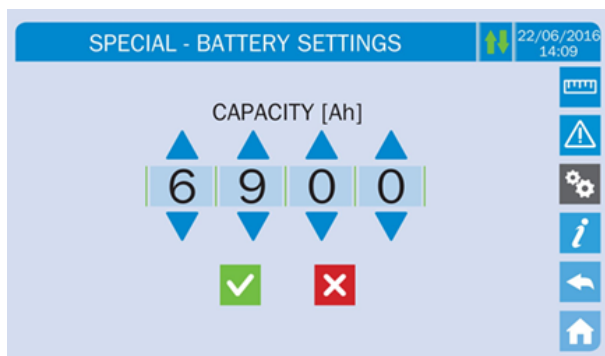 SPECIAL - BATTERY SETTINGS
22/06/2016
14:09
CAPACITY [Ah]
6 9 0 0
i